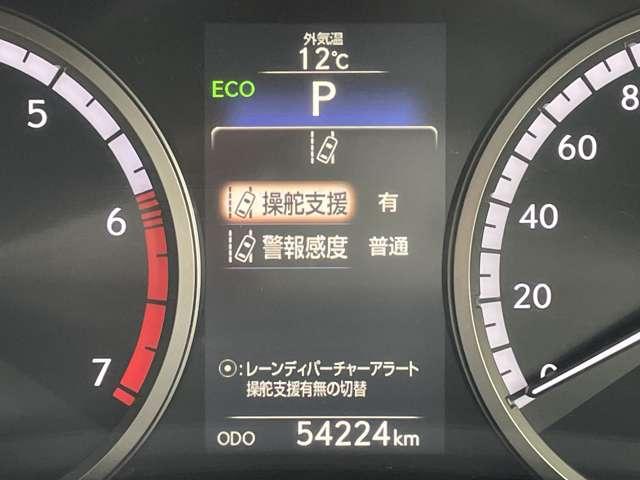 外気温
12℃
ECO P
操舵支援 有
警報感度 普通
⦿:レーンディパーチャーアラート
操舵支援有無の切替
ODO 54224km
5
6
7
80
60
40
20
0